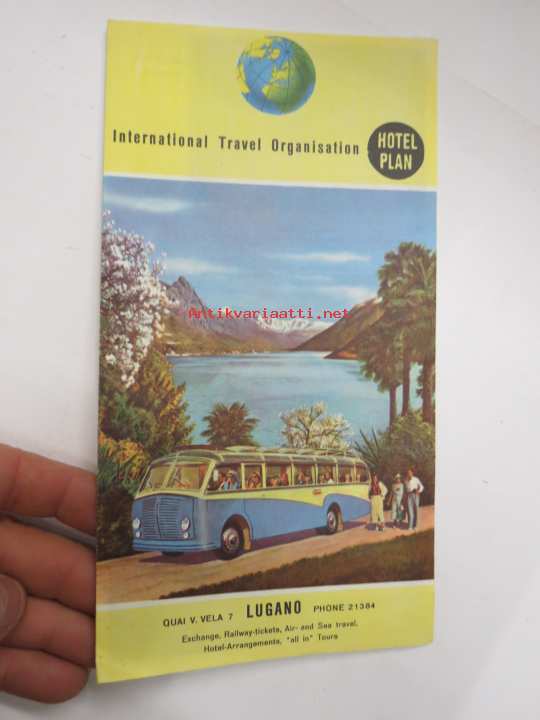 International Travel Organisation
HOTEL
PLAN
Antikvariaatti.net
QUAI V. VELA 7 LUGANO PHONE 21384
Exchange, Railway-tickets, Air- and Sea travel,
Hotel-Arrangements, "all in" Tours